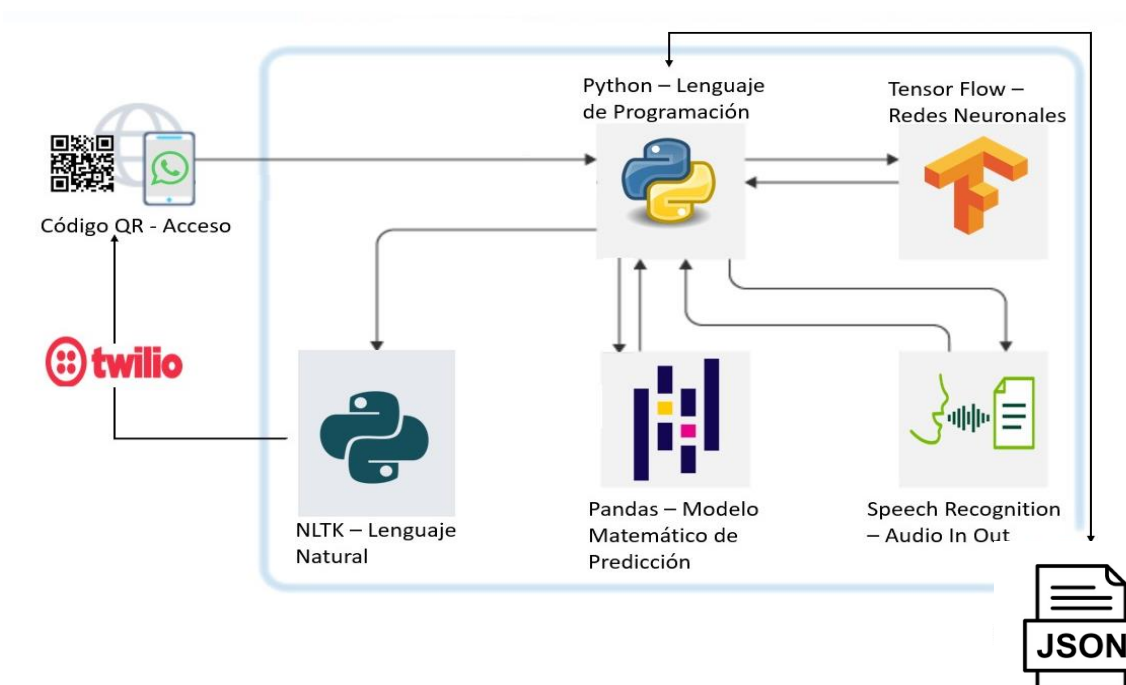 Python – Lenguaje
de Programación
Tensor Flow –
Redes Neuronales
Código QR - Acceso
twilio
NLTK – Lenguaje
Natural
Pandas – Modelo
Matemático de
Predicción
Speech Recognition
– Audio In Out
JSON